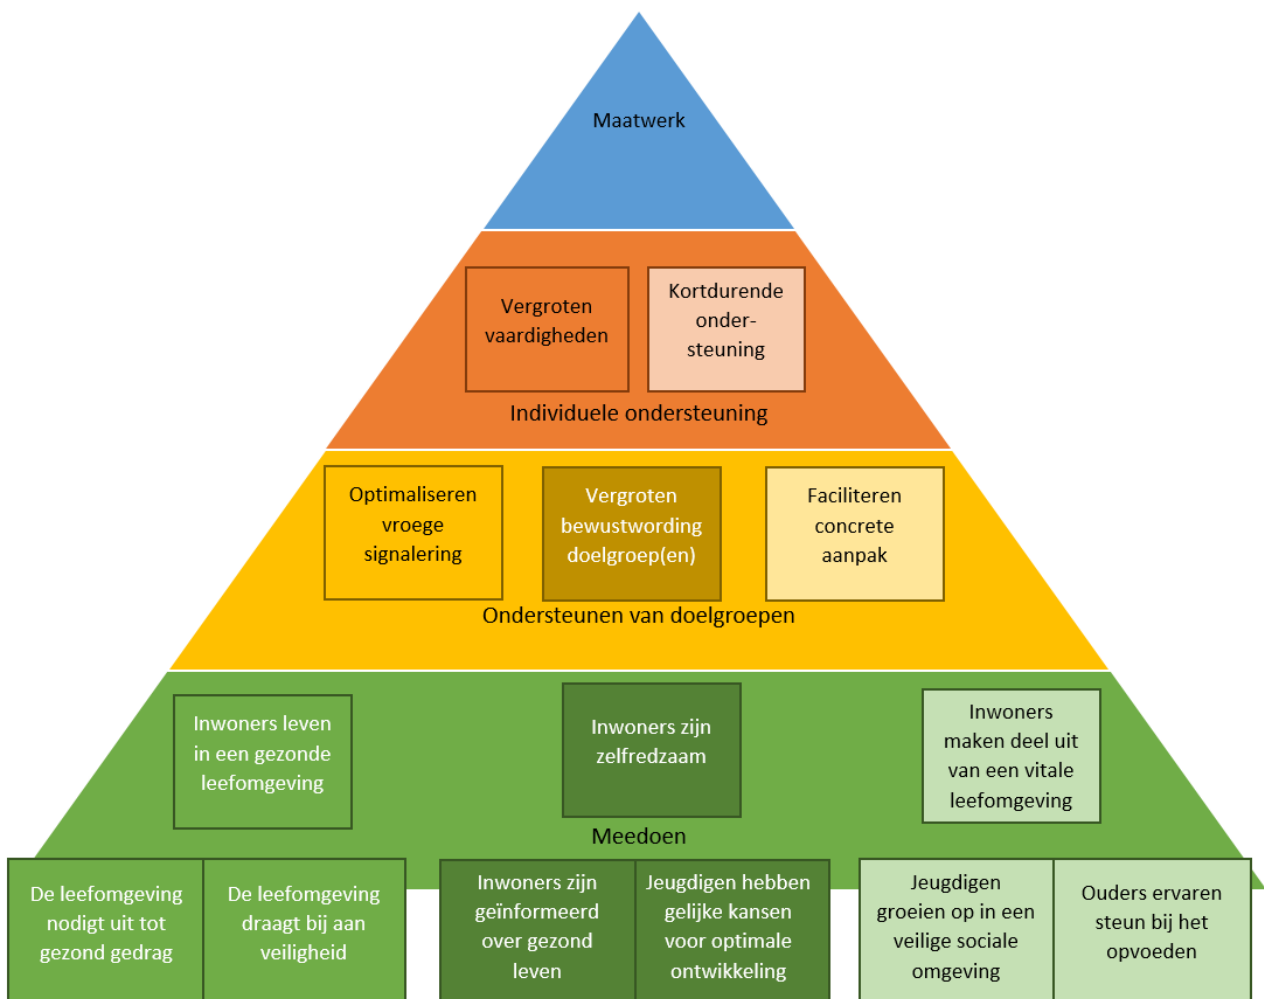 Maatwerk
Vergroten
vaardigheden
Kortdurende
onder-
steuning
Individuele ondersteuning
Optimaliseren
vroege
signalering
Vergroten
bewustwording
doelgroep(en)
Faciliteren
concrete
aanpak
Ondersteunen van doelgroepen
Inwoners leven
in een gezonde
leefomgeving
Inwoners zijn
zelfredzaam
Inwoners
maken deel uit
van een vitale
leefomgeving
Meedoen
De leefomgeving
nodigt uit tot
gezond gedrag
De leefomgeving
draagt bij aan
veiligheid
Inwoners zijn
geïnformeerd
over gezond
leven
Jeugdigen hebben
gelijke kansen
voor optimale
ontwikkeling
Jeugdigen
groeien op in een
veilige sociale
omgeving
Ouders ervaren
steun bij het
opvoeden